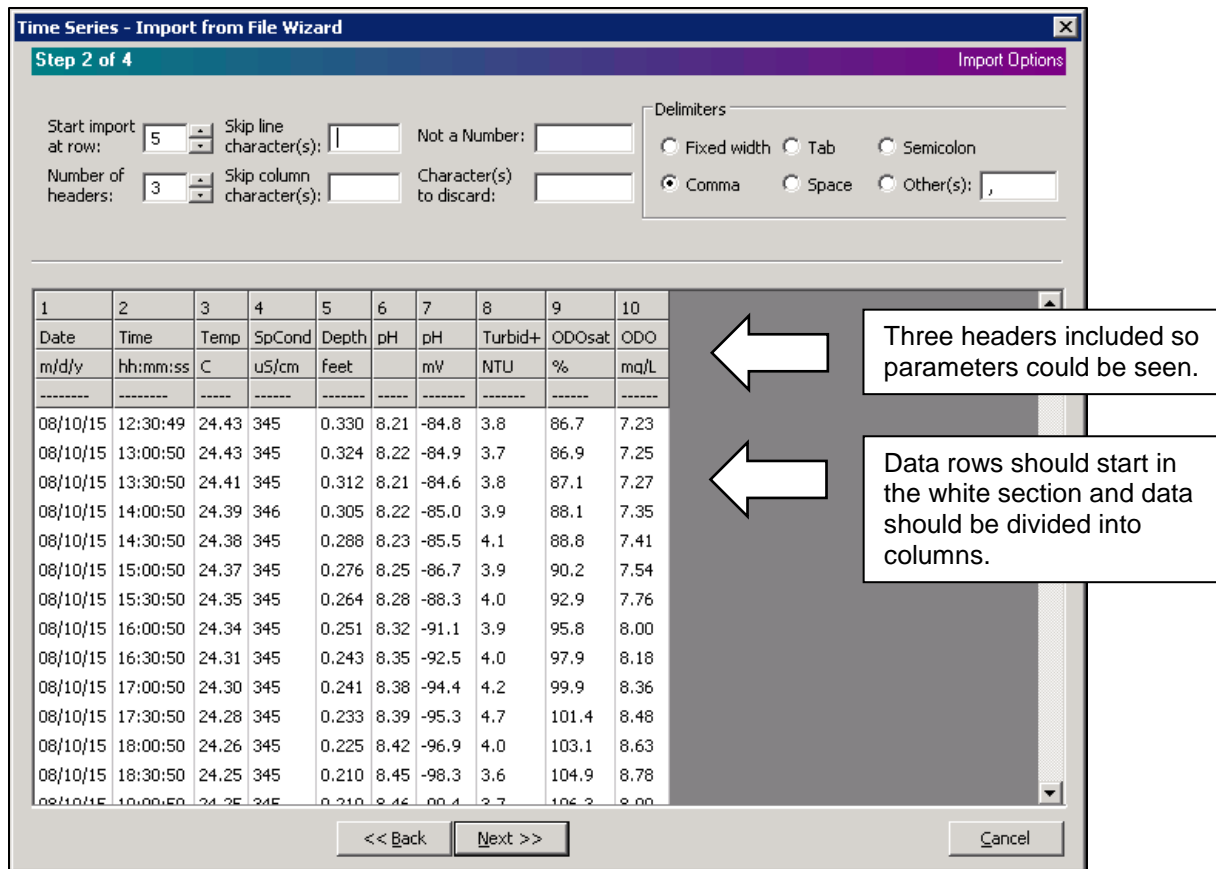 Time Series - Import from File Wizard
Step 2 of 4 Import Options
Start import at row: 5 Skip line character(s): Not a Number:
Number of headers: 3 Skip column character(s): Character(s) to discard:
Delimiters
Fixed width Tab Semicolon
Comma Space Other(s): ,
1 2 3 4 5 6 7 8 9 10
Date Time Temp SpCond Depth pH pH Turbid+ ODOsat ODO
m/d/y hh:mm:ss C uS/cm feet mV NTU % mg/L
-------- -------- ----- ------ ------- ----- ------- ------- ------ ------
08/10/15 12:30:49 24.43 345 0.330 8.21 -84.8 3.8 86.7 7.23
08/10/15 13:00:50 24.43 345 0.324 8.22 -84.9 3.7 86.9 7.25
08/10/15 13:30:50 24.41 345 0.312 8.21 -84.6 3.8 87.1 7.27
08/10/15 14:00:50 24.39 346 0.305 8.22 -85.0 3.9 88.1 7.35
08/10/15 14:30:50 24.38 345 0.288 8.23 -85.5 4.1 88.8 7.41
08/10/15 15:00:50 24.37 345 0.276 8.25 -86.7 3.9 90.2 7.54
08/10/15 15:30:50 24.35 345 0.264 8.28 -88.3 4.0 92.9 7.76
08/10/15 16:00:50 24.34 345 0.251 8.32 -91.1 3.9 95.8 8.00
08/10/15 16:30:50 24.31 345 0.243 8.35 -92.5 4.0 97.9 8.18
08/10/15 17:00:50 24.30 345 0.241 8.38 -94.4 4.2 99.9 8.36
08/10/15 17:30:50 24.28 345 0.233 8.39 -95.3 4.7 101.4 8.48
08/10/15 18:00:50 24.26 345 0.225 8.42 -96.9 4.0 103.1 8.63
08/10/15 18:30:50 24.25 345 0.210 8.45 -98.3 3.6 104.9 8.78
Three headers included so
parameters could be seen.
Data rows should start in
the white section and data
should be divided into
columns.
<< Back Next >> Cancel